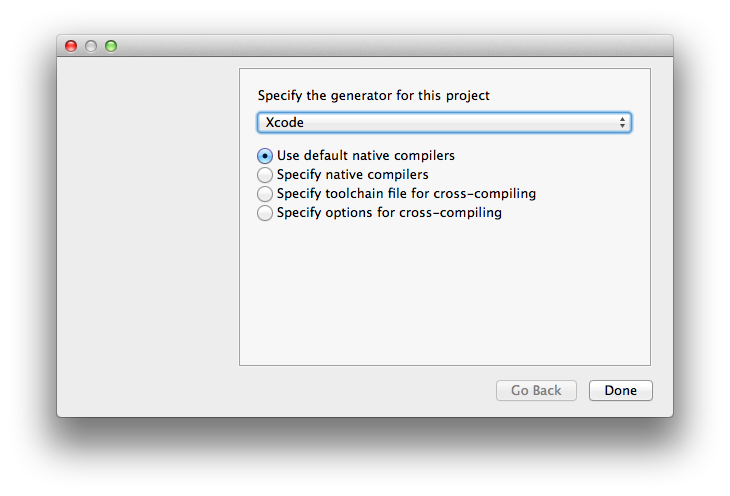 Specify the generator for this project
Xcode
Use default native compilers
Specify native compilers
Specify toolchain file for cross-compiling
Specify options for cross-compiling
Go Back
Done